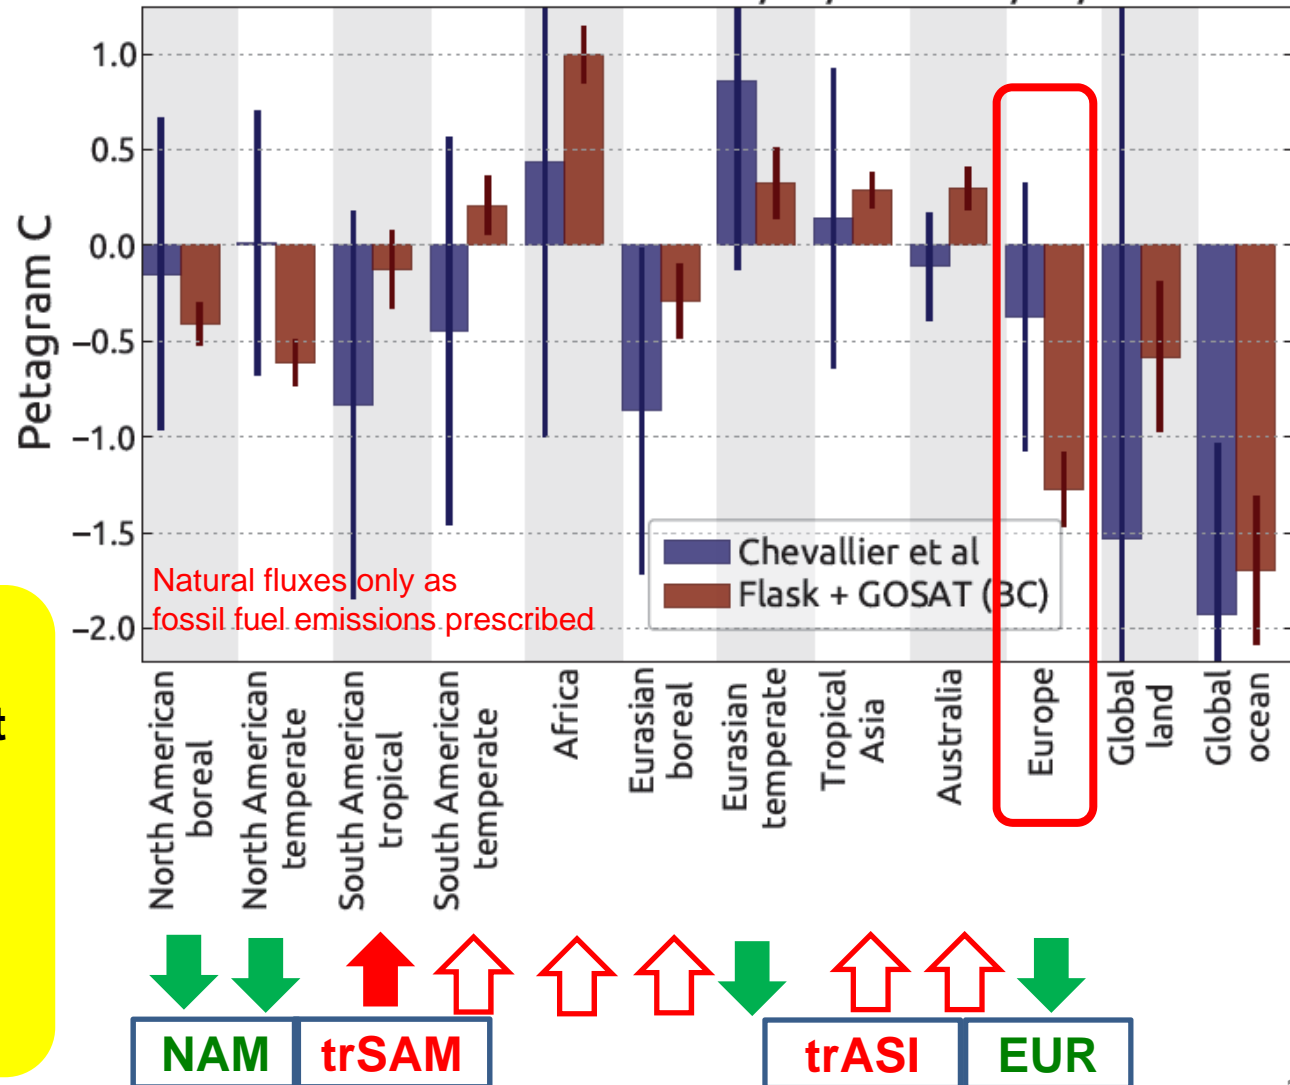 Petagram C
1.0
0.5
0.0
−0.5
−1.0
−1.5
−2.0
Chevallier et al
Flask + GOSAT (BC)
Natural fluxes only as
fossil fuel emissions prescribed
North American
boreal
North American
temperate
South American
tropical
South American
temperate
Africa
Eurasian
boreal
Eurasian
temperate
Tropical
Asia
Australia
Europe
Global
land
Global
ocean
t
NAM
trSAM
trASI
EUR